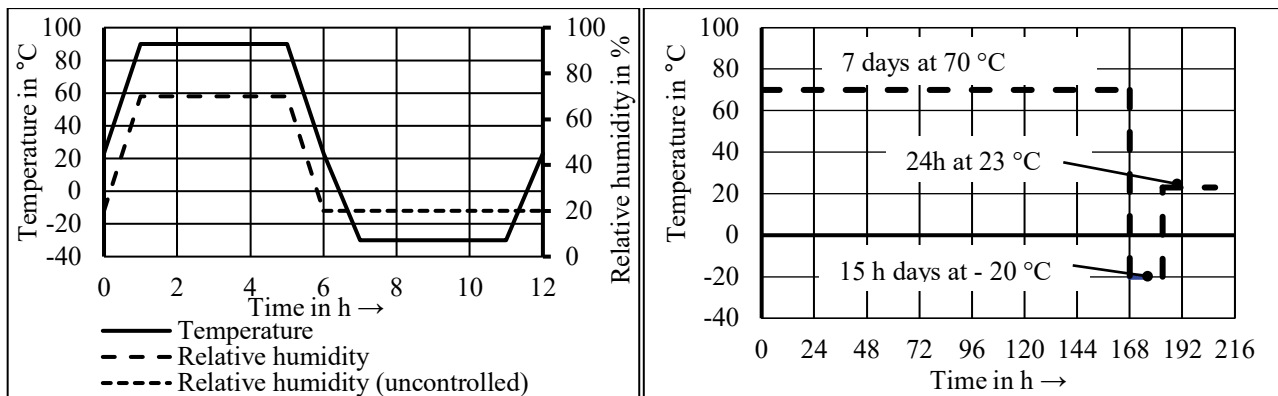 Temperature in °C
100
80
60
40
20
0
-20
-40
0 2 4 6 8 10 12
Time in h →
100
80
60
40
20
0
Relative humidity in %
Temperature
Relative humidity
Relative humidity (uncontrolled)
Temperature in °C
100
80
60
40
20
0
-20
-40
7 days at 70 °C
24h at 23 °C
15 h days at - 20 °C
0 24 48 72 96 120 144 168 192 216
Time in h →